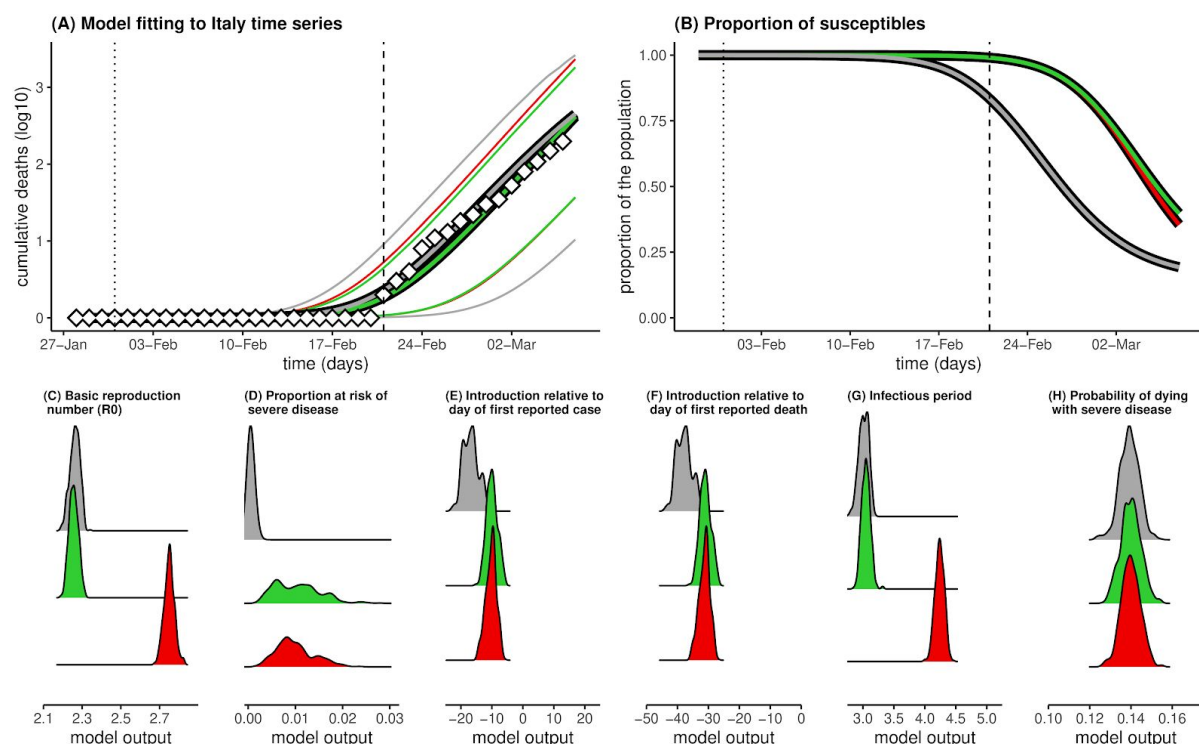 (A) Model fitting to Italy time series
cumulative deaths (log10)
3
2
1
0
27−Jan 03−Feb 10−Feb 17−Feb 24−Feb 02−Mar
time (days)
(B) Proportion of susceptibles
proportion of the population
1.00
0.75
0.50
0.25
0.00
03−Feb 10−Feb 17−Feb 24−Feb 02−Mar
time (days)
(C) Basic reproduction
number (R0)
2.1 2.3 2.5 2.7
model output
(D) Proportion at risk of
severe disease
0.00 0.01 0.02 0.03
model output
(E) Introduction relative to
day of first reported case
−20 −10 0 10 20
model output
(F) Introduction relative to
day of first reported death
−50 −40 −30 −20 −10 0
model output
(G) Infectious period
3.0 3.5 4.0 4.5 5.0
model output
(H) Probability of dying
with severe disease
0.10 0.12 0.14 0.16
model output